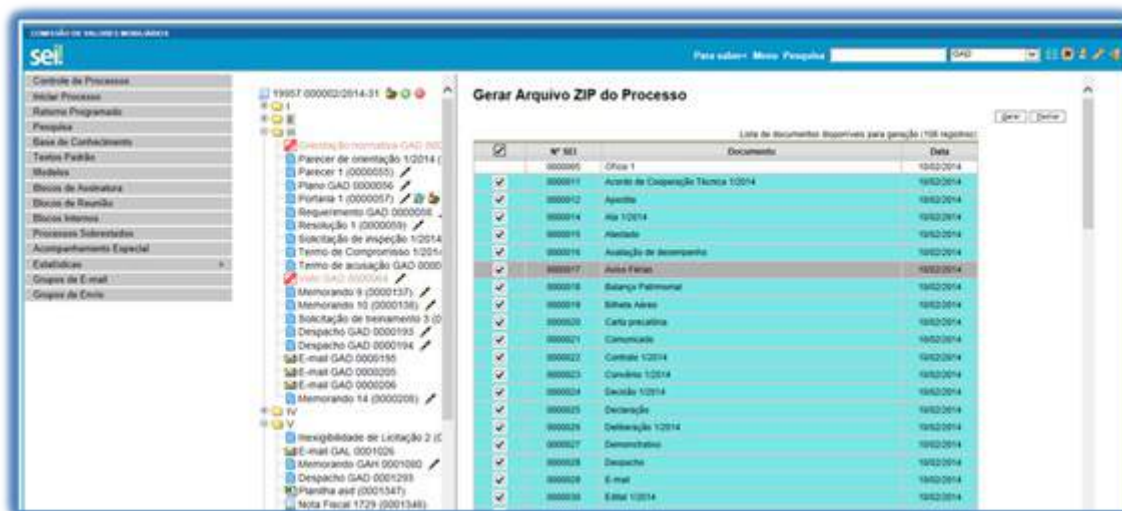 COMISSÃO DE VALORES MOBILIÁRIOS
sei!
Para saber+ Menu Pesquisa
GAD
Controle de Processos
Iniciar Processo
Retorno Programado
Pesquisa
Base de Conhecimento
Textos Padrão
Modelos
Blocos de Assinatura
Blocos de Reunião
Blocos Internos
Processos Sobrestados
Acompanhamento Especial
Estatísticas
Grupos de E-mail
Grupos de Envio
19957.000002/2014-31
I
II
III
Orientação normativa GAD
Parecer de orientação 1/2014 (
Parecer 1 (0000055)
Plano GAD 0000056
Portaria 1 (0000057)
Requerimento GAD 0000058
Resolução 1 (0000059)
Solicitação de inspeção 1/2014
Termo de Compromisso 1/201
Termo de acusação GAD 0000
Memorando 9 (0000137)
Memorando 10 (0000138)
Solicitação de treinamento 3 (0
Despacho GAD 0000193
Despacho GAD 0000194
E-mail GAD 0000195
E-mail GAD 0000205
E-mail GAD 0000206
Memorando 14 (0000208)
IV
V
Inexigibilidade de Licitação 2 (
E-mail GAL 0001026
Memorando GAH 0001080
Despacho GAD 0001293
Planilha asd (0001347)
Nota Fiscal 1729 (0001348)
Gerar Arquivo ZIP do Processo
Gerar
Lista de documentos disponíveis para geração (108 registros)
Nº SEI Documento Data
0000005 Ofício 1 10/02/2014
0000011 Acordo de Cooperação Técnica 1/2014 10/02/2014
0000012 Apostila 10/02/2014
0000014 Ata 1/2014 10/02/2014
0000015 Atestado 10/02/2014
0000016 Avaliação de desempenho 10/02/2014
0000017 Aviso Férias 10/02/2014
0000018 Balanço Patrimonial 10/02/2014
0000019 Bilhete Aéreo 10/02/2014
0000020 Carta precatória 10/02/2014
0000021 Comunicado 10/02/2014
0000022 Contrato 1/2014 10/02/2014
0000023 Convênio 1/2014 10/02/2014
0000024 Decisão 1/2014 10/02/2014
0000025 Declaração 10/02/2014
0000026 Deliberação 1/2014 10/02/2014
0000027 Demonstrativo 10/02/2014
0000028 Despacho 10/02/2014
0000029 E-mail 10/02/2014
0000030 Edital 1/2014 10/02/2014